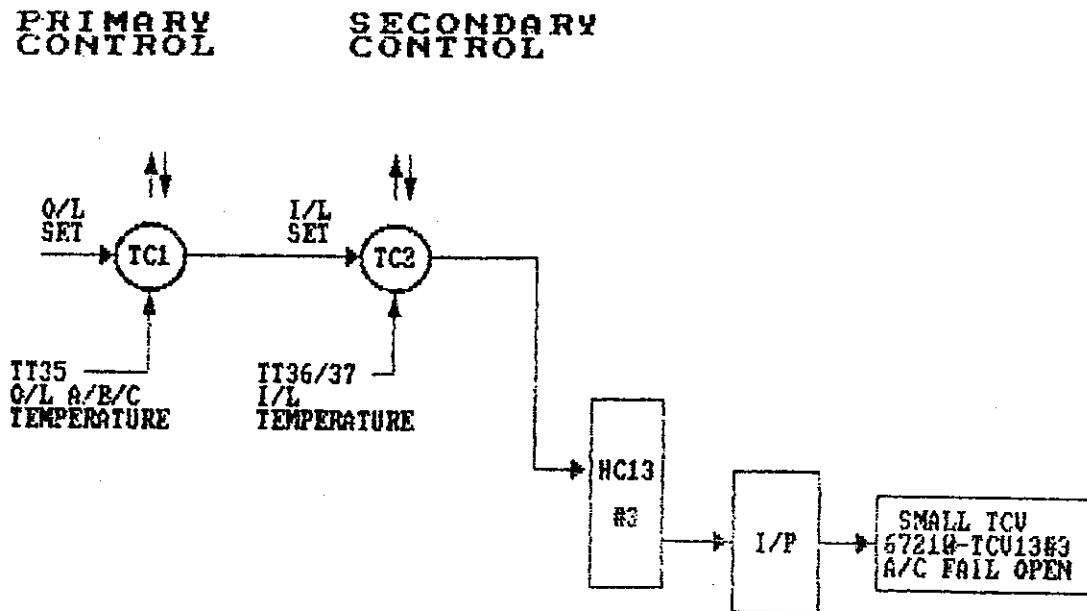 PRIMARY
CONTROL
SECONDARY
CONTROL
O/L
SET
TC1
I/L
SET
TC2
TT35
O/L A/B/C
TEMPERATURE
TT36/37
I/L
TEMPERATURE
HC13
#3
I/P
SMALL TCV
67210-TCV13#3
A/C FAIL OPEN